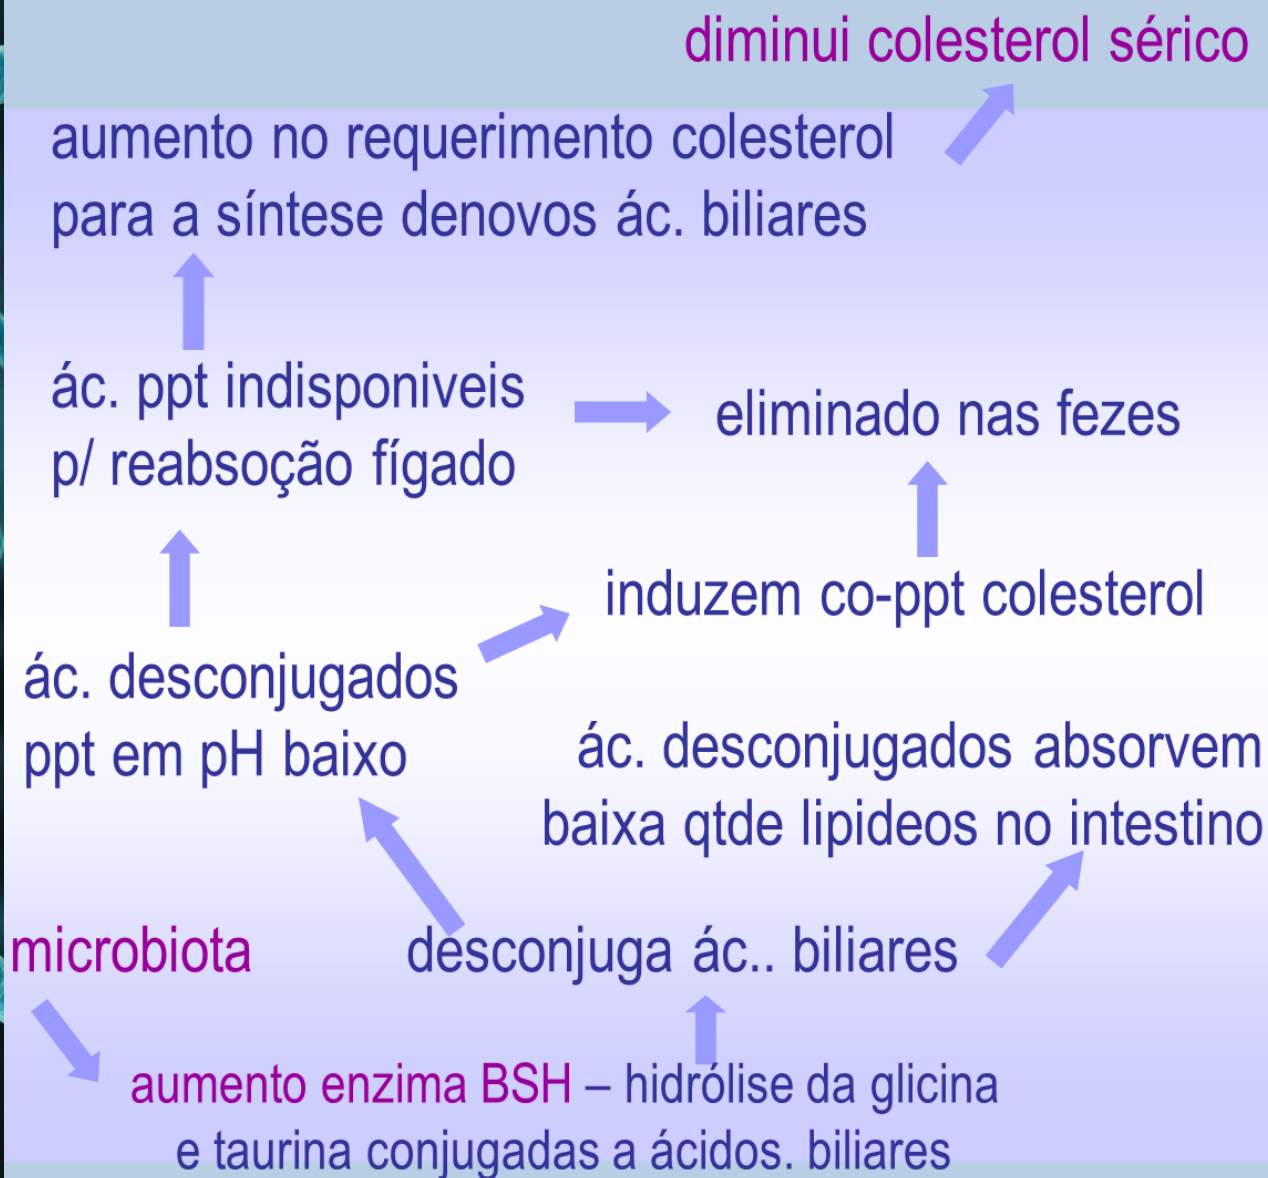 diminui colesterol sérico
aumento no requerimento colesterol
para a síntese denovos ác. biliares
ác. ppt indisponiveis
p/ reabsoção fígado
eliminado nas fezes
induzem co-ppt colesterol
ác. desconjugados
ppt em pH baixo
ác. desconjugados absorvem
baixa qtde lipideos no intestino
microbiota
desconjuga ác.. biliares
aumento enzima BSH – hidrólise da glicina
e taurina conjugadas a ácidos. biliares